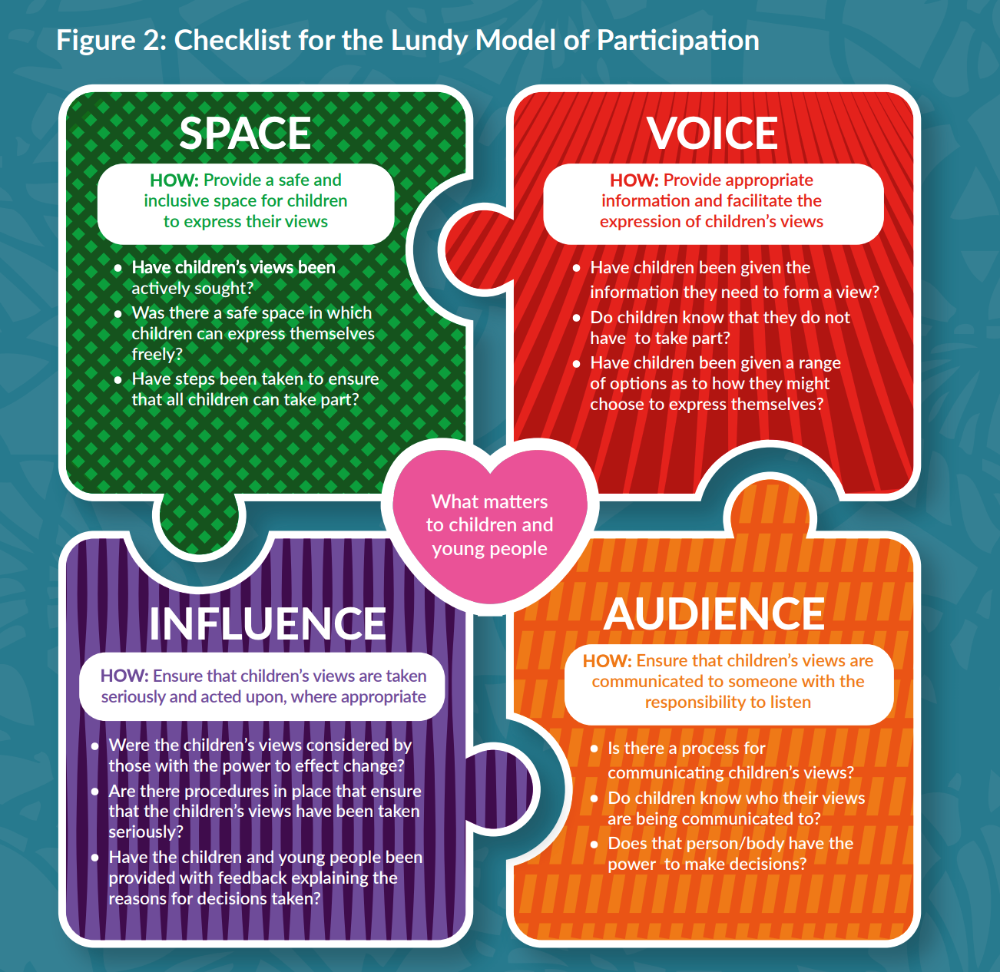 Figure 2: Checklist for the Lundy Model of Participation
SPACE
HOW: Provide a safe and
inclusive space for children
to express their views
• Have children's views been
actively sought?
• Was there a safe space in which
children can express themselves
freely?
• Have steps been taken to ensure
that all children can take part?
VOICE
HOW: Provide appropriate
information and facilitate the
expression of children's views
• Have children been given the
information they need to form a view?
• Do children know that they do not
have  to take part?
• Have children been given a range
of options as to how they might
choose to express themselves?
What matters
to children and
young people
INFLUENCE
HOW: Ensure that children's views are taken
seriously and acted upon, where appropriate
• Were the children's views considered by
those with the power to effect change?
• Are there procedures in place that ensure
that the children's views have been taken
seriously?
• Have the children and young people been
provided with feedback explaining the
reasons for decisions taken?
AUDIENCE
HOW: Ensure that children's views are
communicated to someone with the
responsibility to listen
• Is there a process for
communicating children's views?
• Do children know who their views
are being communicated to?
• Does that person/body have the
power  to make decisions?